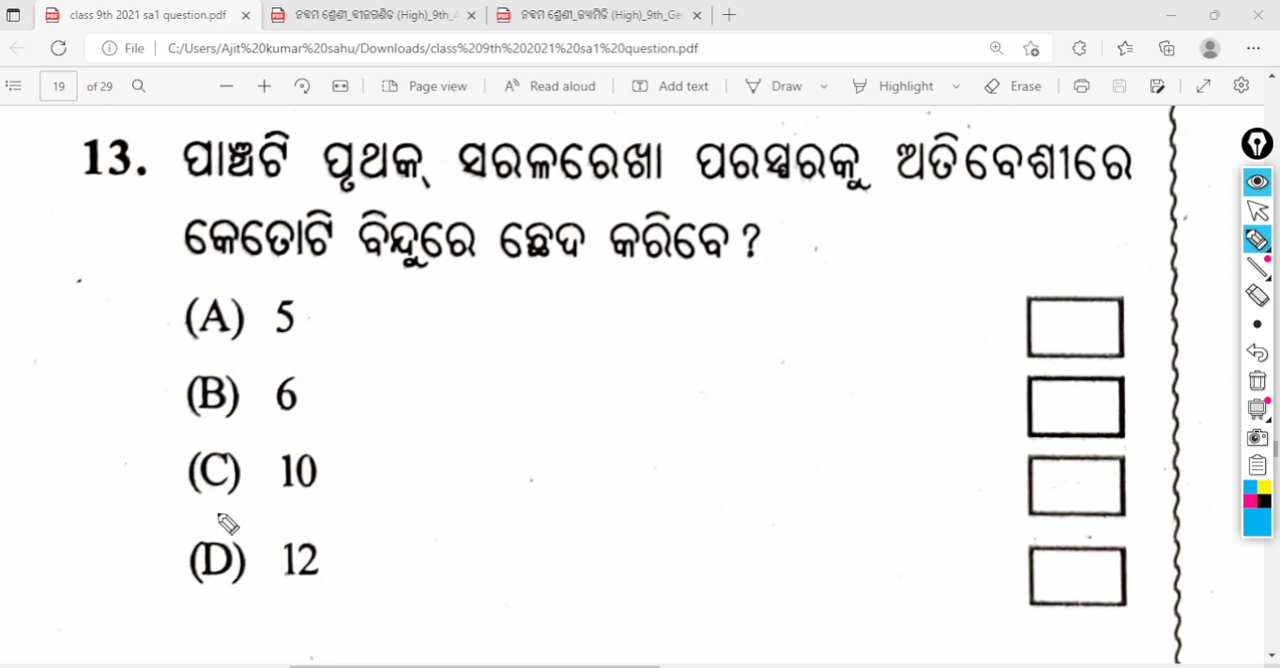 class 9th 2021 sa1 question.pdf
ନବମ ଶ୍ରେଣୀ_ବୀଜଗଣିତ (High)_9th_
ନବମ ଶ୍ରେଣୀ_ଜ୍ୟାମିତି (High)_9th_Ge
File C:/Users/Ajit%20kumar%20sahu/Downloads/class%209th%202021%20sa1%20question.pdf
19 of 29 Page view Read aloud Add text Draw Highlight Erase
13. ପାଞ୍ଚଟି ପୃଥକ୍ ସରଳରେଖା ପରସ୍ପରକୁ ଅତିବେଶୀରେ
କେତୋଟି ବିନ୍ଦୁରେ ଛେଦ କରିବେ ?
(A) 5
(B) 6
(C) 10
(D) 12